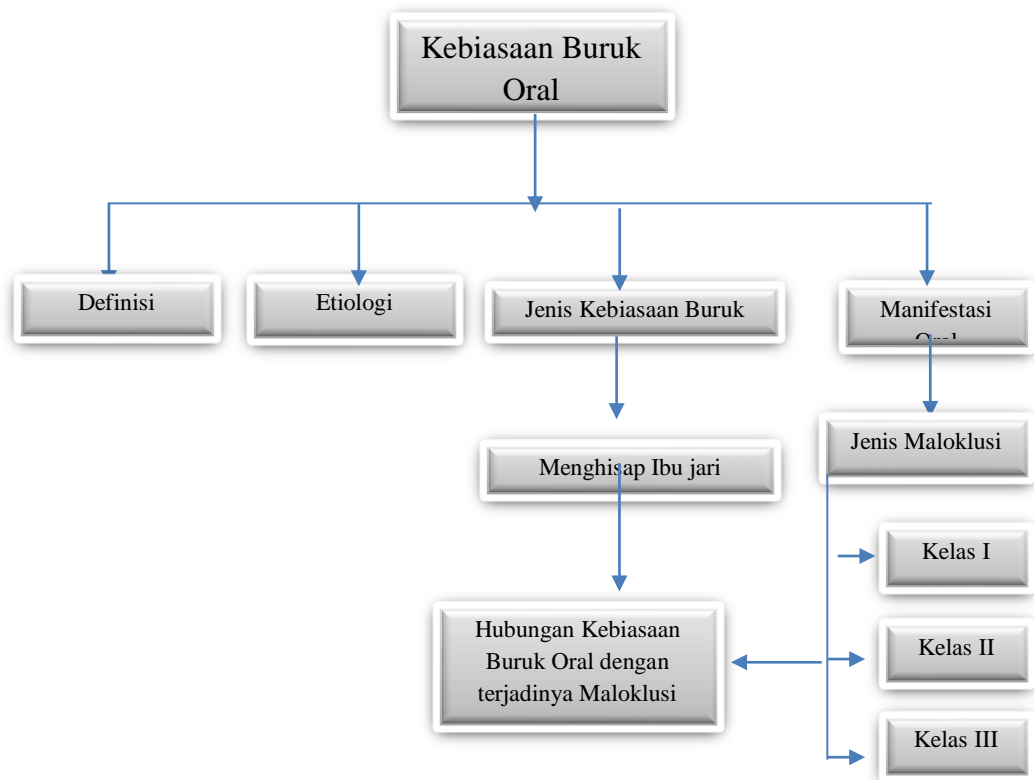 Kebiasaan Buruk
Oral
Definisi
Etiologi
Jenis Kebiasaan Buruk
Manifestasi
Menghisap Ibu jari
Jenis Maloklusi
Kelas I
Hubungan Kebiasaan
Buruk Oral dengan
terjadinya Maloklusi
Kelas II
Kelas III